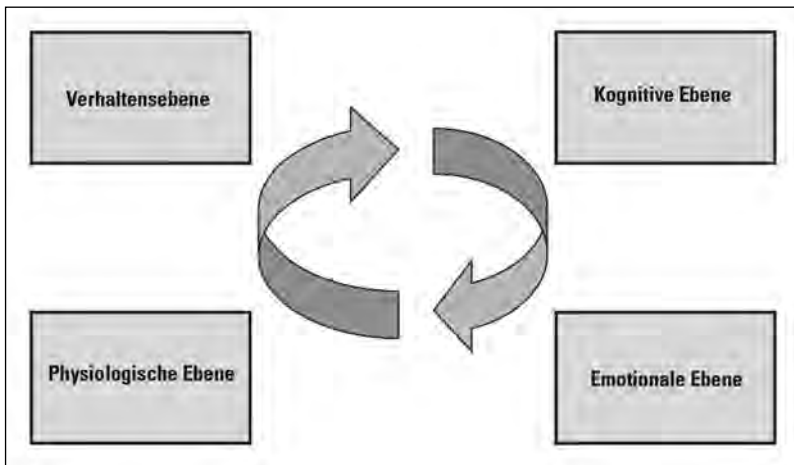 Verhaltensebene
Kognitive Ebene
Physiologische Ebene
Emotionale Ebene